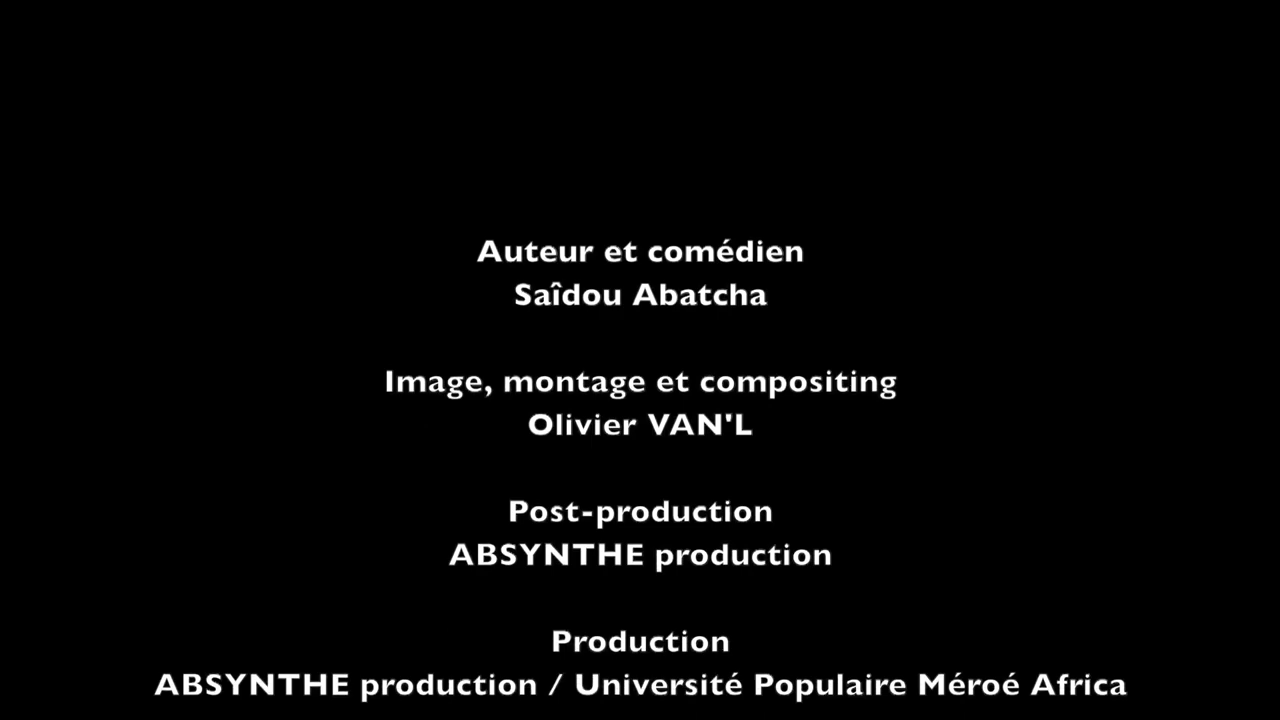 Auteur et comédien
Saîdou Abatcha
Image, montage et compositing
Olivier VAN'L
Post-production
ABSYNTHE production
Production
ABSYNTHE production / Université Populaire Méroé Africa